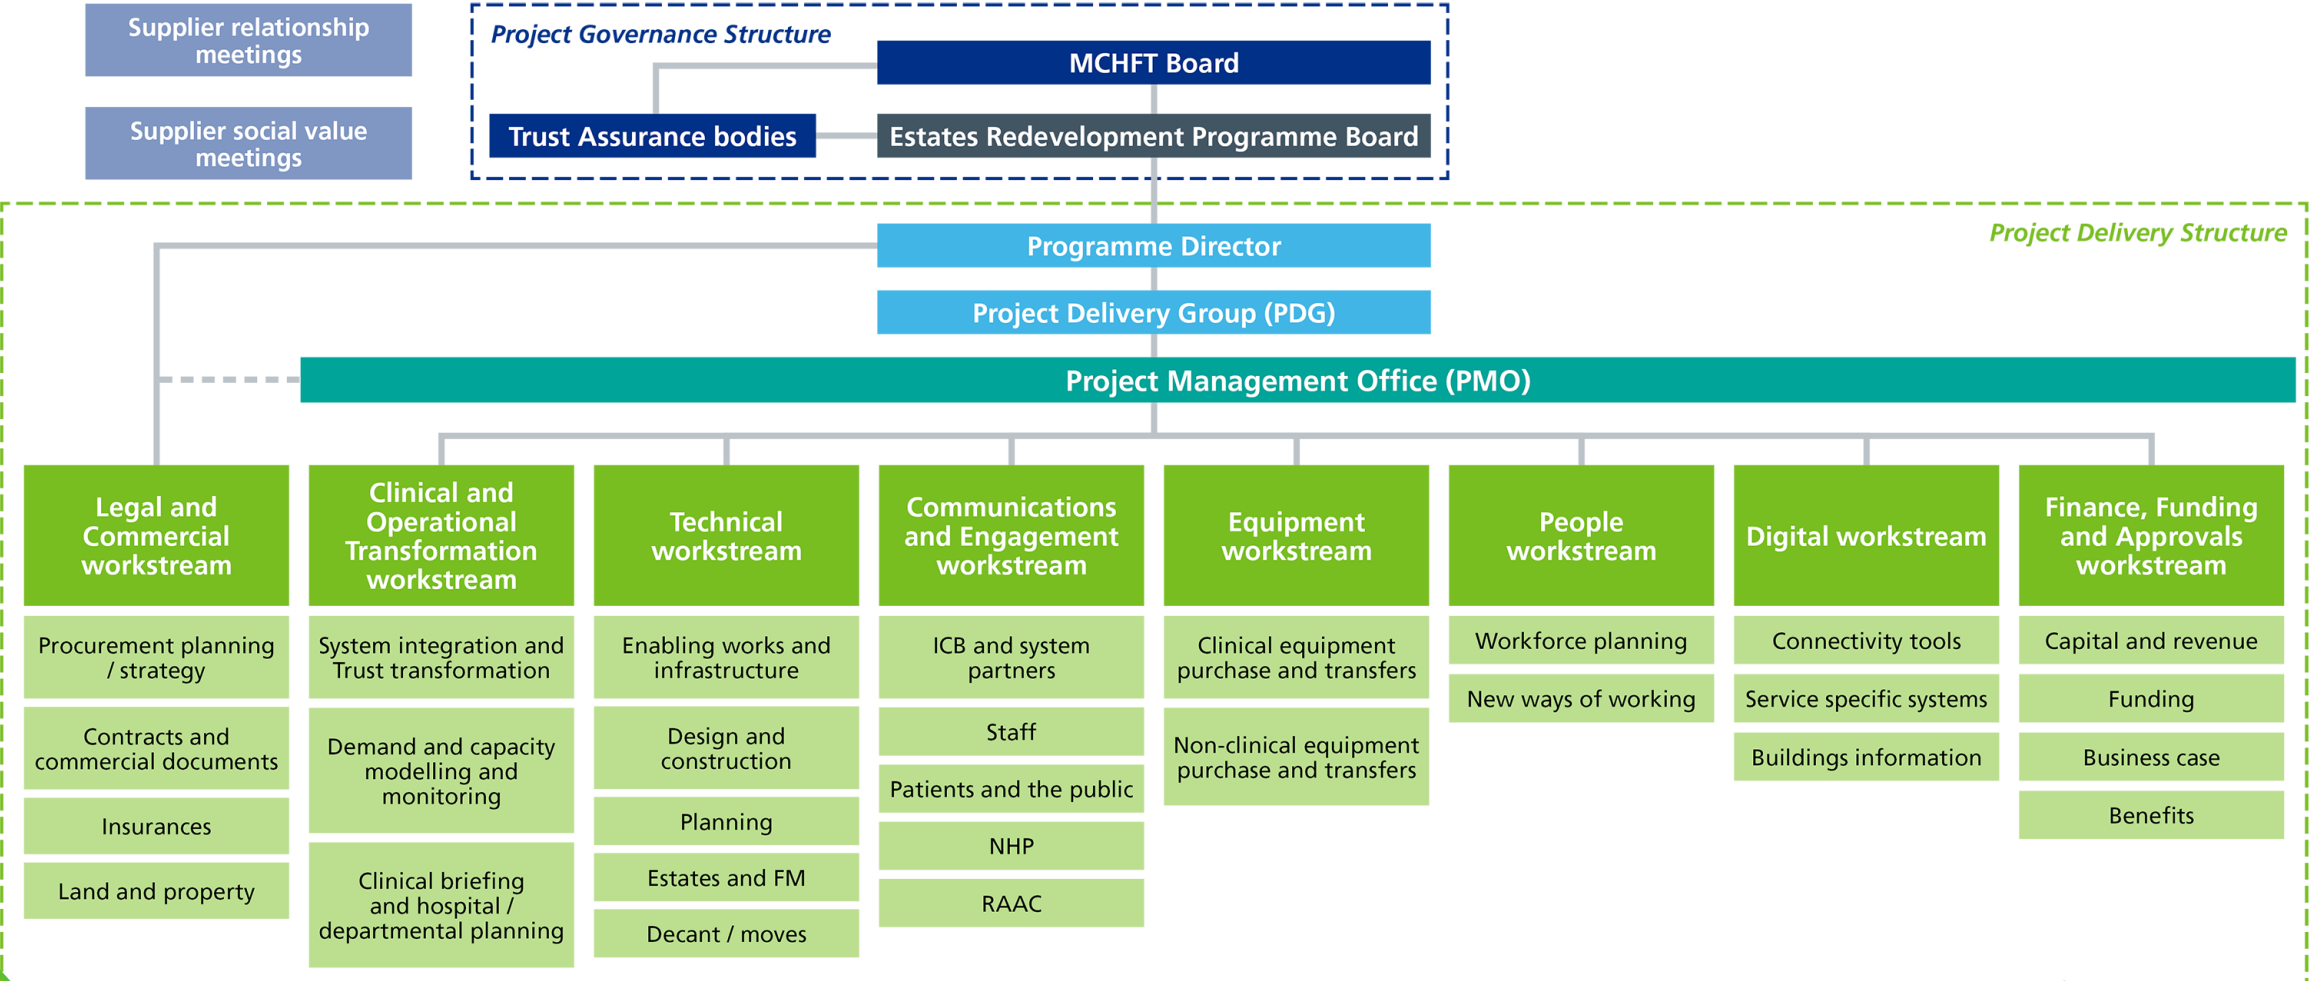 Supplier relationship
meetings
Supplier social value
meetings
Project Governance Structure
MCHFT Board
Trust Assurance bodies
Estates Redevelopment Programme Board
Project Delivery Structure
Programme Director
Project Delivery Group (PDG)
Project Management Office (PMO)
Legal and
Commercial
workstream
Procurement planning
/ strategy
Contracts and
commercial documents
Insurances
Land and property
Clinical and
Operational
Transformation
workstream
System integration and
Trust transformation
Demand and capacity
modelling and
monitoring
Clinical briefing
and hospital /
departmental planning
Technical
workstream
Enabling works and
infrastructure
Design and
construction
Planning
Estates and FM
Decant / moves
Communications
and Engagement
workstream
ICB and system
partners
Staff
Patients and the public
NHP
RAAC
Equipment
workstream
Clinical equipment
purchase and transfers
Non-clinical equipment
purchase and transfers
People
workstream
Workforce planning
New ways of working
Digital workstream
Connectivity tools
Service specific systems
Buildings information
Finance, Funding
and Approvals
workstream
Capital and revenue
Funding
Business case
Benefits